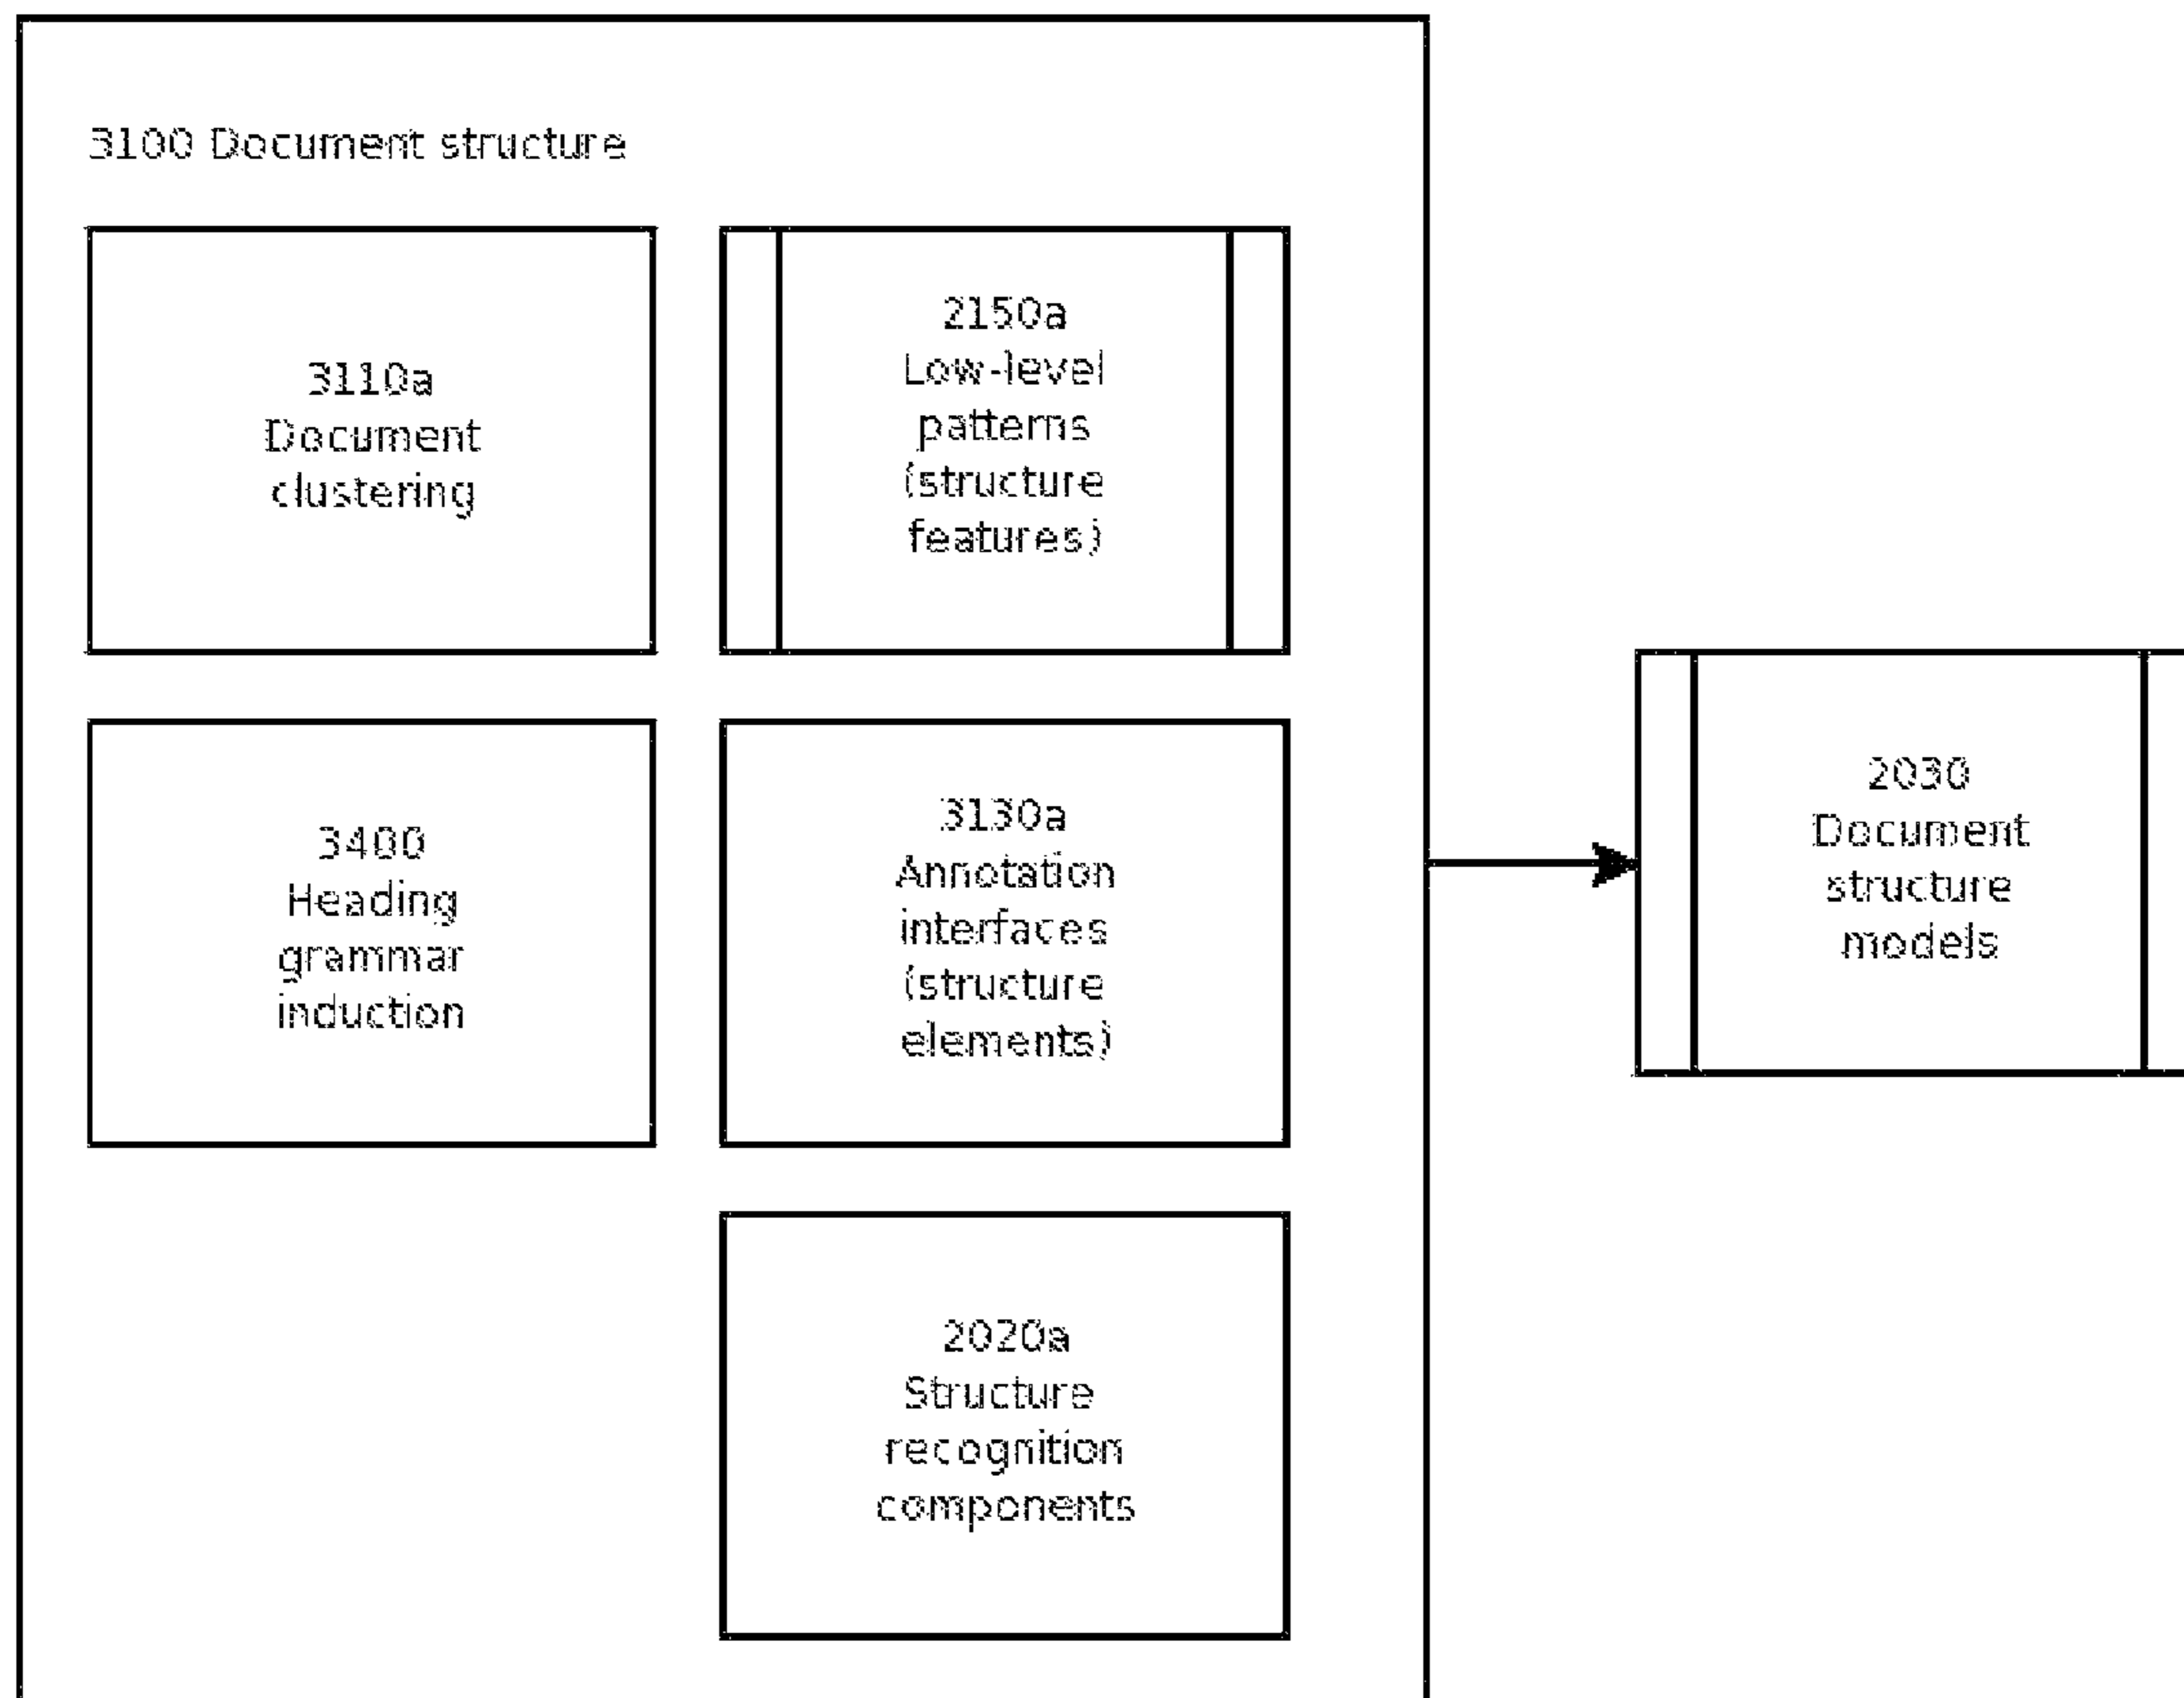 3100 Document structure
3110a
Document
clustering
2150a
Low-level
patterns
(structure
features)
3400
Heading
grammar
induction
3130a
Annotation
interfaces
(structure
elements)
2020a
Structure
recognition
components
2030
Document
structure
models